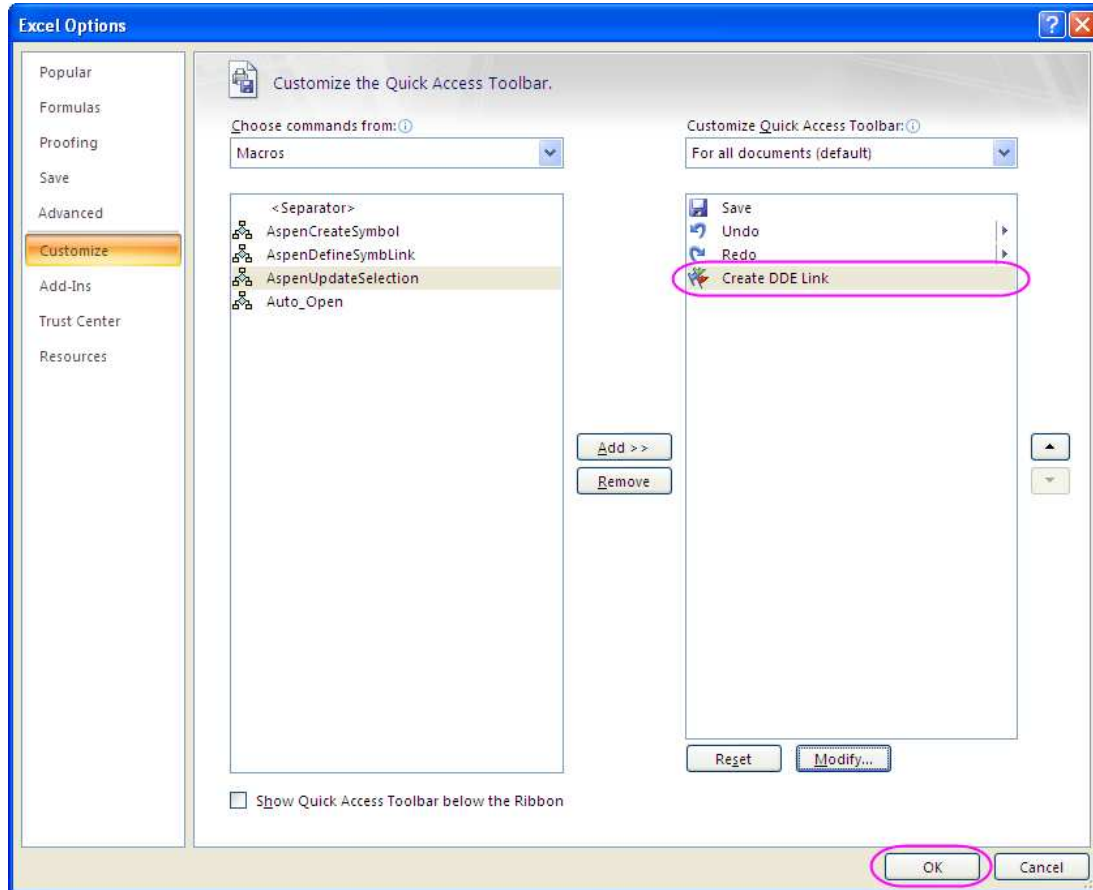 Excel Options
Popular
Formulas
Proofing
Save
Advanced
Customize
Add-Ins
Trust Center
Resources
Customize the Quick Access Toolbar.
Choose commands from:
Macros
<Separator>
AspenCreateSymbol
AspenDefineSymbLink
AspenUpdateSelection
Auto_Open
Add >>
Remove
Customize Quick Access Toolbar:
For all documents (default)
Save
Undo
Redo
Create DDE Link
Reset
Modify...
Show Quick Access Toolbar below the Ribbon
OK
Cancel